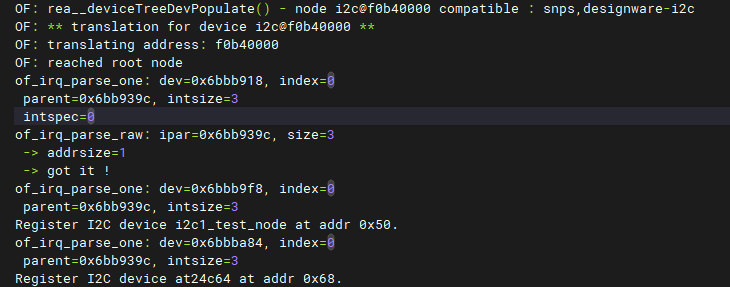 OF: rea__deviceTreeDevPopulate() - node i2c@f0b40000 compatible : snps,designware-i2c
OF: ** translation for device i2c@f0b40000 **
OF: translating address: f0b40000
OF: reached root node
of_irq_parse_one: dev=0x6bbb918, index=0
 parent=0x6bb939c, intsize=3
 intspec=0
of_irq_parse_raw: ipar=0x6bb939c, size=3
 -> addrsize=1
 -> got it !
of_irq_parse_one: dev=0x6bbb9f8, index=0
 parent=0x6bb939c, intsize=3
Register I2C device i2c1_test_node at addr 0x50.
of_irq_parse_one: dev=0x6bbba84, index=0
 parent=0x6bb939c, intsize=3
Register I2C device at24c64 at addr 0x68.